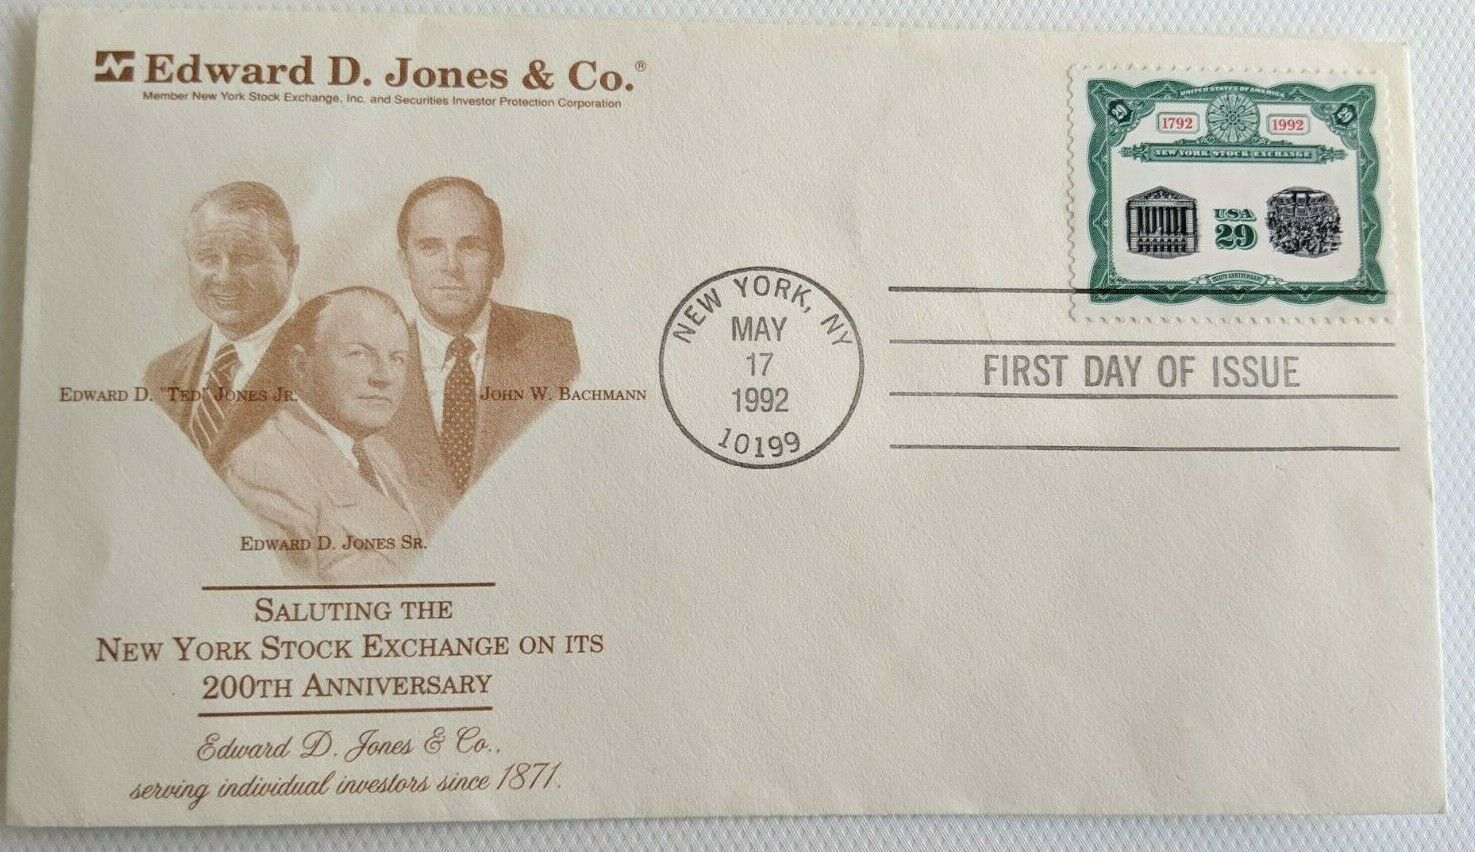 Edward D. Jones & Co.®
Member New York Stock Exchange, Inc. and Securities Investor Protection Corporation
EDWARD D. "TED" JONES JR.
JOHN W. BACHMANN
EDWARD D. JONES SR.
SALUTING THE
NEW YORK STOCK EXCHANGE ON ITS
200TH ANNIVERSARY
Edward D. Jones & Co.,
serving individual investors since 1871.
NEW YORK, NY
MAY
17
1992
10199
FIRST DAY OF ISSUE
UNITED STATES OF AMERICA
29
29
1792
1992
NEW YORK STOCK EXCHANGE
USA
29